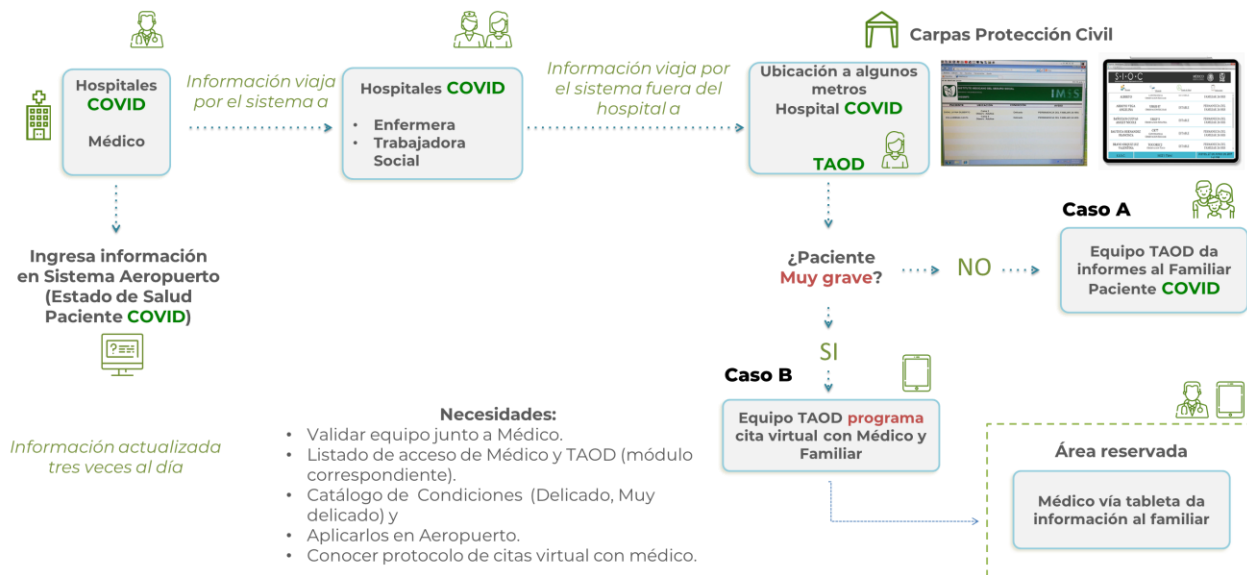 Carpas Protección Civil
Hospitales
COVID
Médico
Información viaja
por el sistema a
Hospitales COVID
• Enfermera
• Trabajadora
Social
Información viaja por
el sistema fuera del
hospital a
Ubicación a algunos
metros
Hospital COVID
TAOD
IMSS
S·I·O·C
Ingresa información
en Sistema Aeropuerto
(Estado de Salud
Paciente COVID)
?==
¿Paciente
Muy grave?
NO
Caso A
Equipo TAOD da
informes al Familiar
Paciente COVID
SI
Caso B
Equipo TAOD programa
cita virtual con Médico y
Familiar
Información actualizada
tres veces al día
Necesidades:
• Validar equipo junto a Médico.
• Listado de acceso de Médico y TAOD (módulo
correspondiente).
• Catálogo de Condiciones (Delicado, Muy
delicado) y
• Aplicarlos en Aeropuerto.
• Conocer protocolo de citas virtual con médico.
Área reservada
Médico vía tableta da
información al familiar